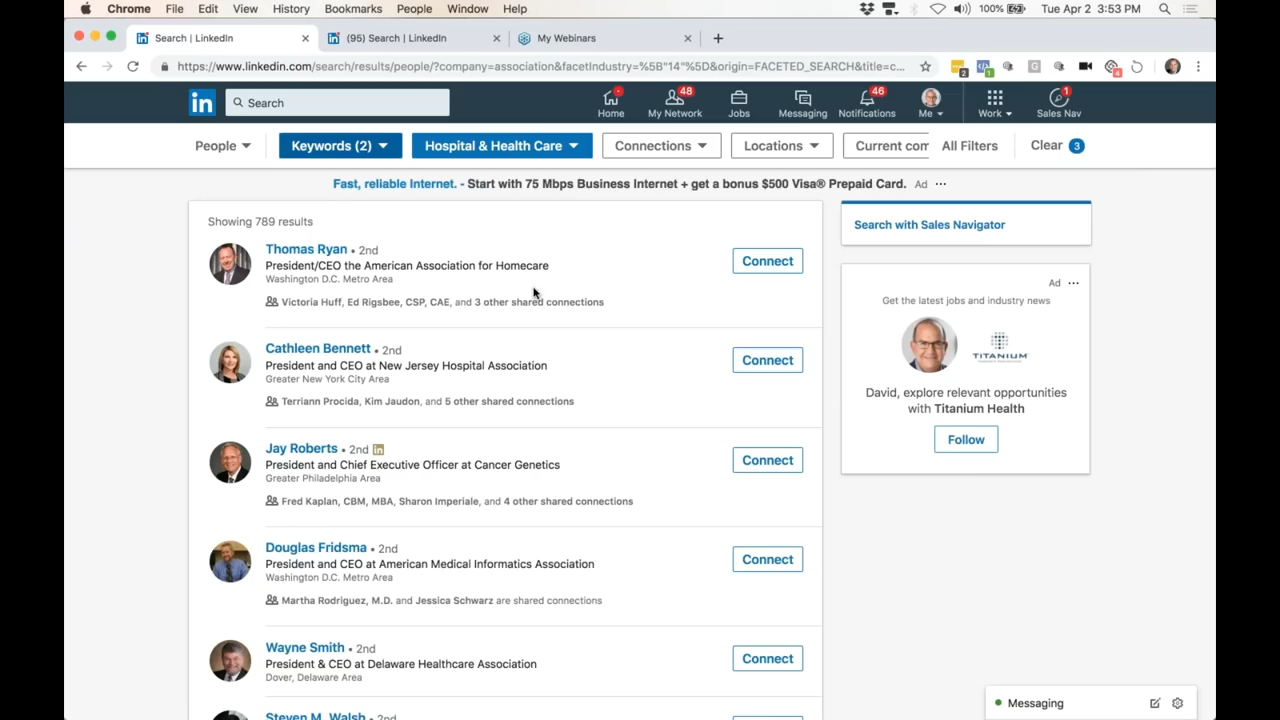 Chrome File Edit View History Bookmarks People Window Help 100% Tue Apr 2 3:53 PM
Search | LinkedIn × (95) Search | LinkedIn × My Webinars × +
https://www.linkedin.com/search/results/people/?company=association&facetIndustry=%5B"14"%5D&origin=FACETED_SEARCH&title=c...
2 1 4
in Search
Home 48 My Network Jobs Messaging 46 Notifications Me Work 1 Sales Nav
People Keywords (2) Hospital & Health Care Connections Locations Current com All Filters Clear 3
Fast, reliable Internet. - Start with 75 Mbps Business Internet + get a bonus $500 Visa® Prepaid Card. Ad ...
Showing 789 results
Thomas Ryan • 2nd
President/CEO the American Association for Homecare
Washington D.C. Metro Area
Victoria Huff, Ed Rigsbee, CSP, CAE, and 3 other shared connections
Connect
Cathleen Bennett • 2nd
President and CEO at New Jersey Hospital Association
Greater New York City Area
Terriann Procida, Kim Jaudon, and 5 other shared connections
Connect
Jay Roberts • 2nd in
President and Chief Executive Officer at Cancer Genetics
Greater Philadelphia Area
Fred Kaplan, CBM, MBA, Sharon Imperiale, and 4 other shared connections
Connect
Douglas Fridsma • 2nd
President and CEO at American Medical Informatics Association
Washington D.C. Metro Area
Martha Rodriguez, M.D. and Jessica Schwarz are shared connections
Connect
Wayne Smith • 2nd
President & CEO at Delaware Healthcare Association
Dover, Delaware Area
Connect
Steven M. Walsh • 2nd
Search with Sales Navigator
Ad ...
Get the latest jobs and industry news
TITANIUM
David, explore relevant opportunities
with Titanium Health
Follow
Messaging